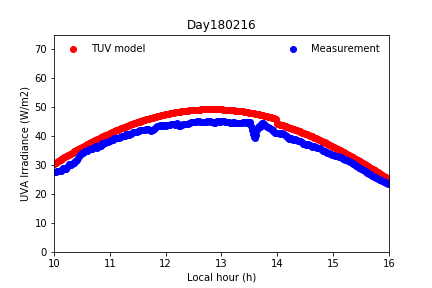 Day180216
TUV model
Measurement
UVA Irradiance (W/m2)
70
60
50
40
30
20
10
0
10 11 12 13 14 15 16
Local hour (h)